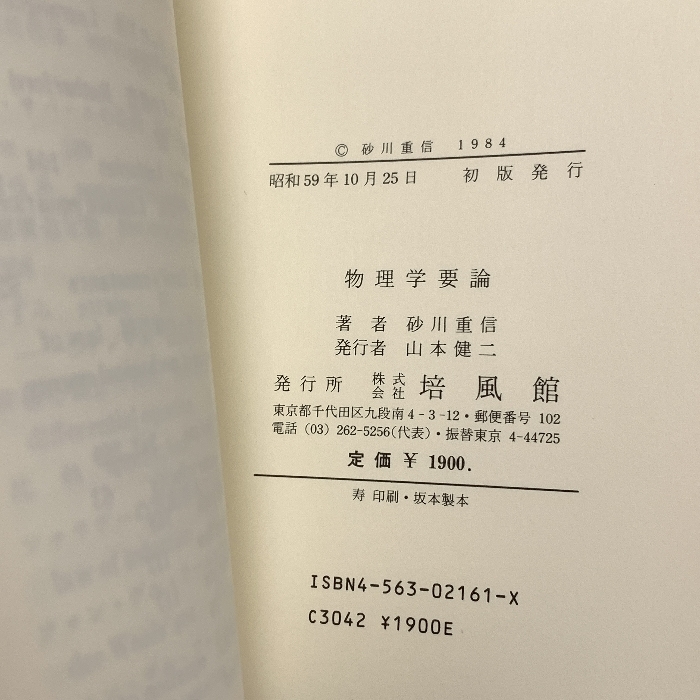 © 砂川重信 1984
昭和59年10月25日 初版発行
物理学要論
著者 砂川重信
発行者 山本健二
発行所 株式会社 培風館
東京都千代田区九段南4-3-12・郵便番号 102
電話 (03) 262-5256(代表)・振替東京 4-44725
定価 ¥ 1900.
寿 印刷・坂本製本
ISBN4-563-02161-X
C3042 ¥1900E